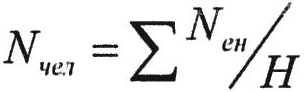 N_чел = ∑ N_ен / H